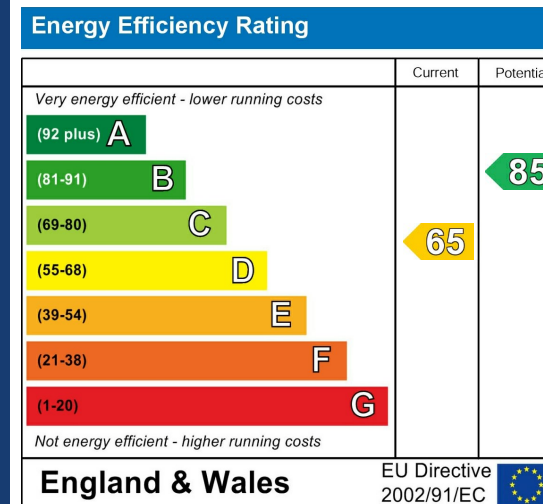 Energy Efficiency Rating
Current Potentia
Very energy efficient - lower running costs
(92 plus) A
(81-91) B
85
(69-80) C
65
(55-68) D
(39-54) E
(21-38) F
(1-20) G
Not energy efficient - higher running costs
England & Wales
EU Directive
2002/91/EC